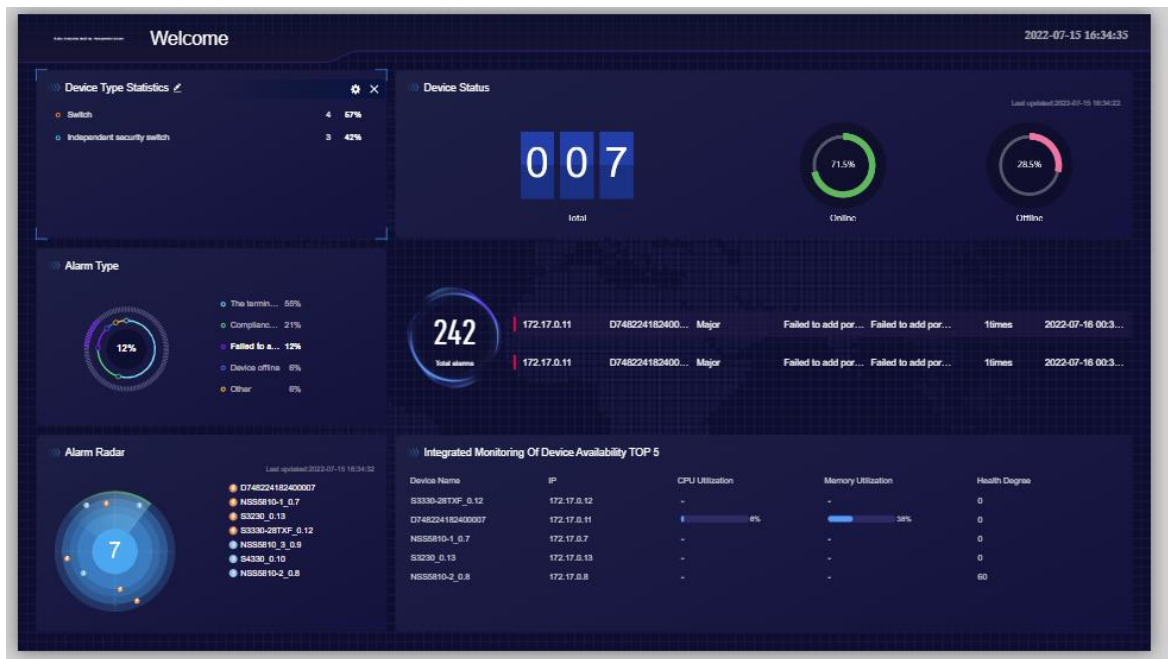 Welcome
2022-07-15 16:34:35
Device Type Statistics
Switch 4 57%
Independent security switch 3 42%
Device Status
Last updated:2022-07-15 16:34:22
007
Total
71.5%
Online
28.5%
Offline
Alarm Type
12%
The termin... 55%
Complianc... 21%
Failed to a... 12%
Device offline 6%
Other 6%
242
Total alarms
172.17.0.11 D748224182400... Major Failed to add por... Failed to add por... 1times 2022-07-16 00:3...
172.17.0.11 D748224182400... Major Failed to add por... Failed to add por... 1times 2022-07-16 00:3...
Alarm Radar
Last updated:2022-07-15 16:34:32
7
D748224182400007
NSS5810-1_0.7
S3230_0.13
S3330-28TXF_0.12
NSS5810_3_0.9
S4330_0.10
NSS5810-2_0.8
Integrated Monitoring Of Device Availability TOP 5
Device Name IP CPU Utilization Memory Utilization Health Degree
S3330-28TXF_0.12 172.17.0.12 - - 0
D748224182400007 172.17.0.11 6% 38% 0
NSS5810-1_0.7 172.17.0.7 - - 0
S3230_0.13 172.17.0.13 - - 0
NSS5810-2_0.8 172.17.0.8 - - 60